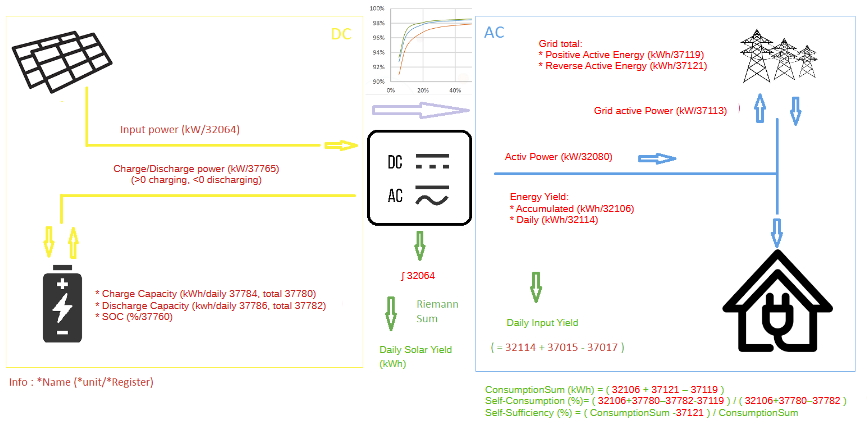 DC
Input power (kW/32064)
Charge/Discharge power (kW/37765)
(>0 charging, <0 discharging)
* Charge Capacity (kWh/daily 37784, total 37780)
* Discharge Capacity (kwh/daily 37786, total 37782)
* SOC (%/37760)
Info : *Name (*unit/*Register)
100%
98%
96%
94%
92%
90%
0%
20%
40%
DC
AC
∫ 32064
Riemann
Sum
Daily Solar Yield
(kWh)
AC
Grid total:
* Positive Active Energy (kWh/37119)
* Reverse Active Energy (kWh/37121)
Grid active Power (kW/37113)
Activ Power (kW/32080)
Energy Yield:
* Accumulated (kWh/32106)
* Daily (kWh/32114)
Daily Input Yield
( = 32114 + 37015 - 37017 )
ConsumptionSum (kWh) = ( 32106 + 37121 – 37119 )
Self-Consumption (%)= ( 32106+37780–37782-37119 ) / ( 32106+37780–37782 )
Self-Sufficiency (%) = ( ConsumptionSum -37121 ) / ConsumptionSum